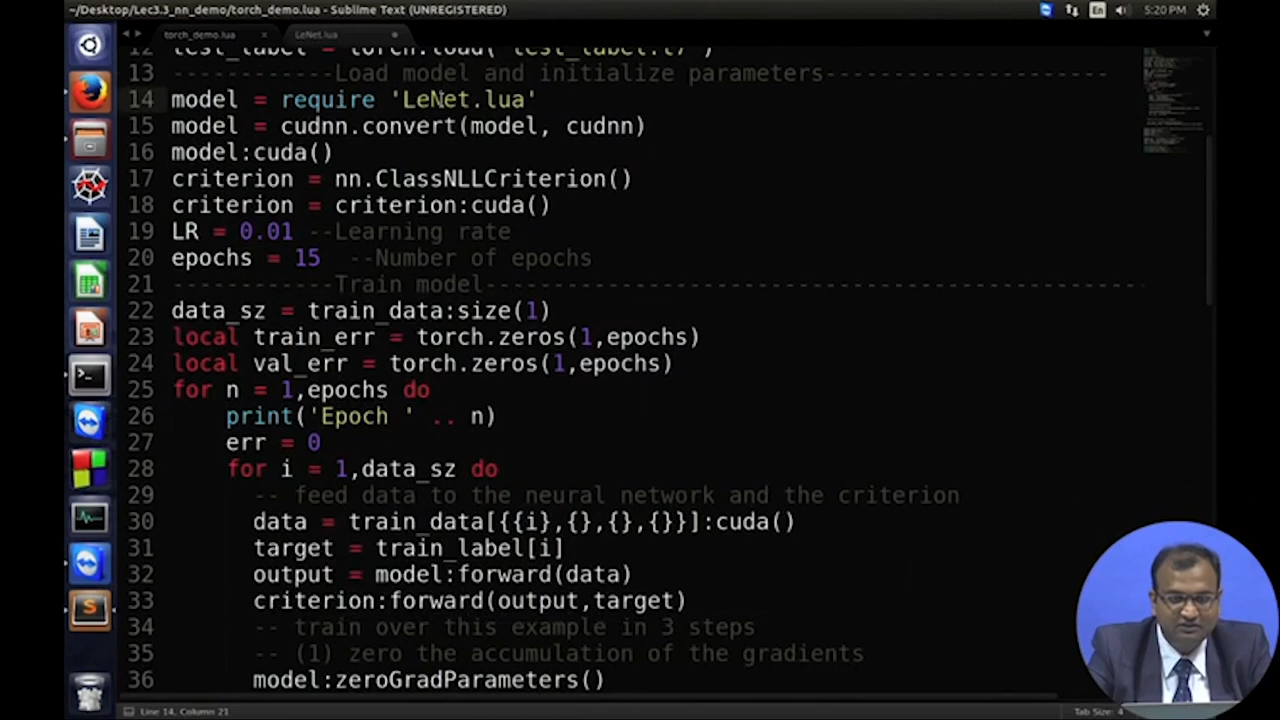 ~/Desktop/Lec3.3_nn_demo/torch_demo.lua - Sublime Text (UNREGISTERED)
En 5:20 PM
torch_demo.lua × LeNet.lua
12 test_label = torch.load('test_label.t7')
13 ------------Load model and initialize parameters---------------------
14 model = require 'LeNet.lua'
15 model = cudnn.convert(model, cudnn)
16 model:cuda()
17 criterion = nn.ClassNLLCriterion()
18 criterion = criterion:cuda()
19 LR = 0.01 --Learning rate
20 epochs = 15 --Number of epochs
21 ------------Train model-------------------------------------------------
22 data_sz = train_data:size(1)
23 local train_err = torch.zeros(1,epochs)
24 local val_err = torch.zeros(1,epochs)
25 for n = 1,epochs do
26 print('Epoch ' .. n)
27 err = 0
28 for i = 1,data_sz do
29 -- feed data to the neural network and the criterion
30 data = train_data[{{i},{},{},{}}]:cuda()
31 target = train_label[i]
32 output = model:forward(data)
33 criterion:forward(output,target)
34 -- train over this example in 3 steps
35 -- (1) zero the accumulation of the gradients
36 model:zeroGradParameters()
Line 14, Column 21 Tab Size: 4